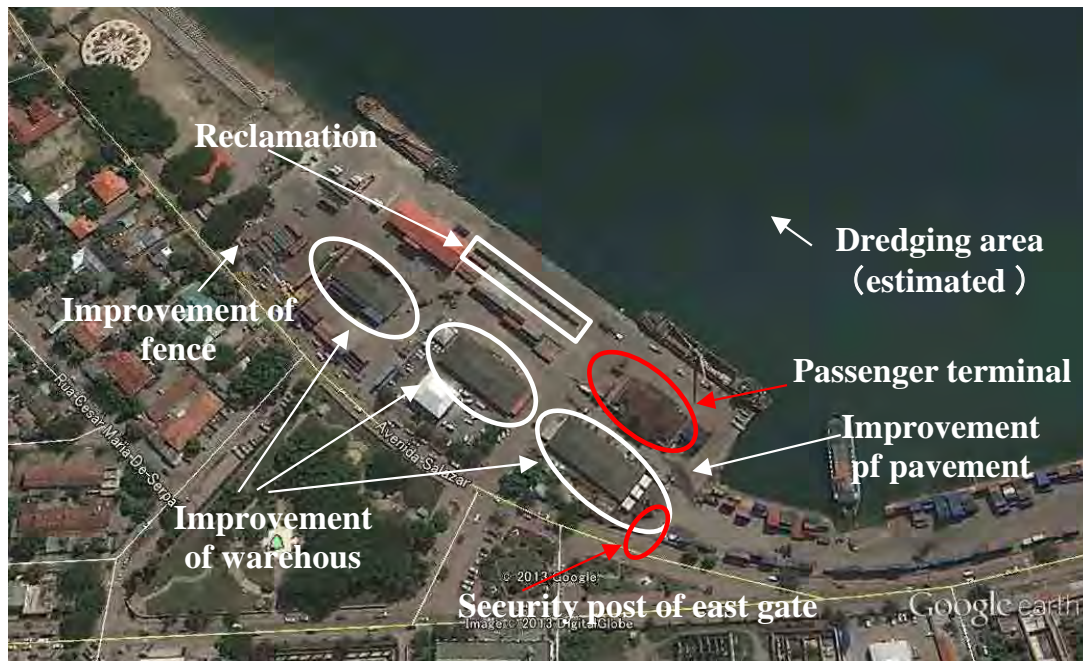 Reclamation
Dredging area
（estimated ）
Improvement of
fence
Passenger terminal
Improvement
pf pavement
Rua-Cesar Maria-De-Serpa
Avenida-Salazar
Improvement
of warehous
© 2013 Google
Security post of east gate
Image © 2013 DigitalGlobe
Google earth